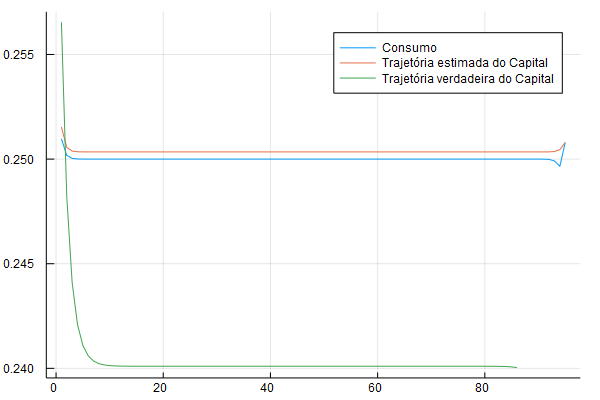 Consumo
Trajetória estimada do Capital
Trajetória verdadeira do Capital
0.255
0.250
0.245
0.240
0 20 40 60 80